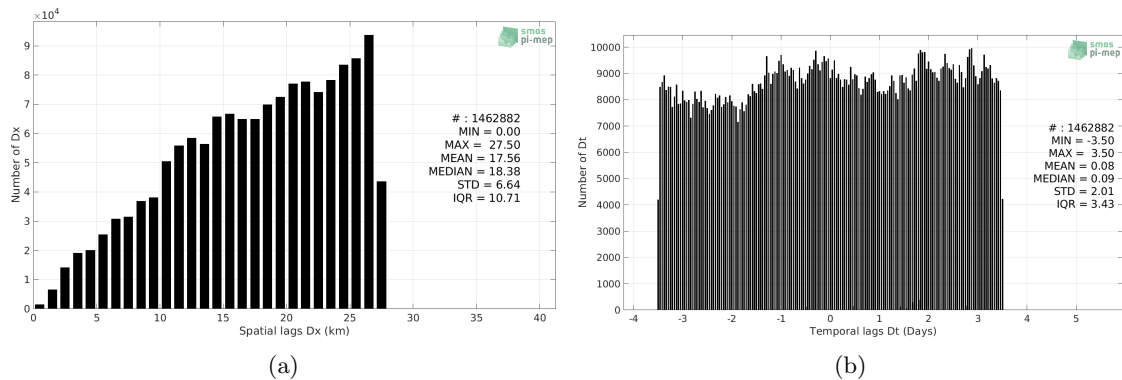 ×10⁴
9
8
7
6
5
4
3
2
1
0
Number of Dx
0 5 10 15 20 25 30 35 40
Spatial lags Dx (km)
smos
pi-mep
# : 1462882
MIN = 0.00
MAX = 27.50
MEAN = 17.56
MEDIAN = 18.38
STD = 6.64
IQR = 10.71
(a)
10000
9000
8000
7000
6000
5000
4000
3000
2000
1000
0
Number of Dt
-4 -3 -2 -1 0 1 2 3 4 5
Temporal lags Dt (Days)
smos
pi-mep
# : 1462882
MIN = -3.50
MAX = 3.50
MEAN = 0.08
MEDIAN = 0.09
STD = 2.01
IQR = 3.43
(b)